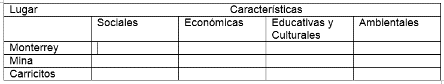 Lugar Características
Sociales Económicas Educativas y Ambientales
Culturales
Monterrey
Mina
Carricitos